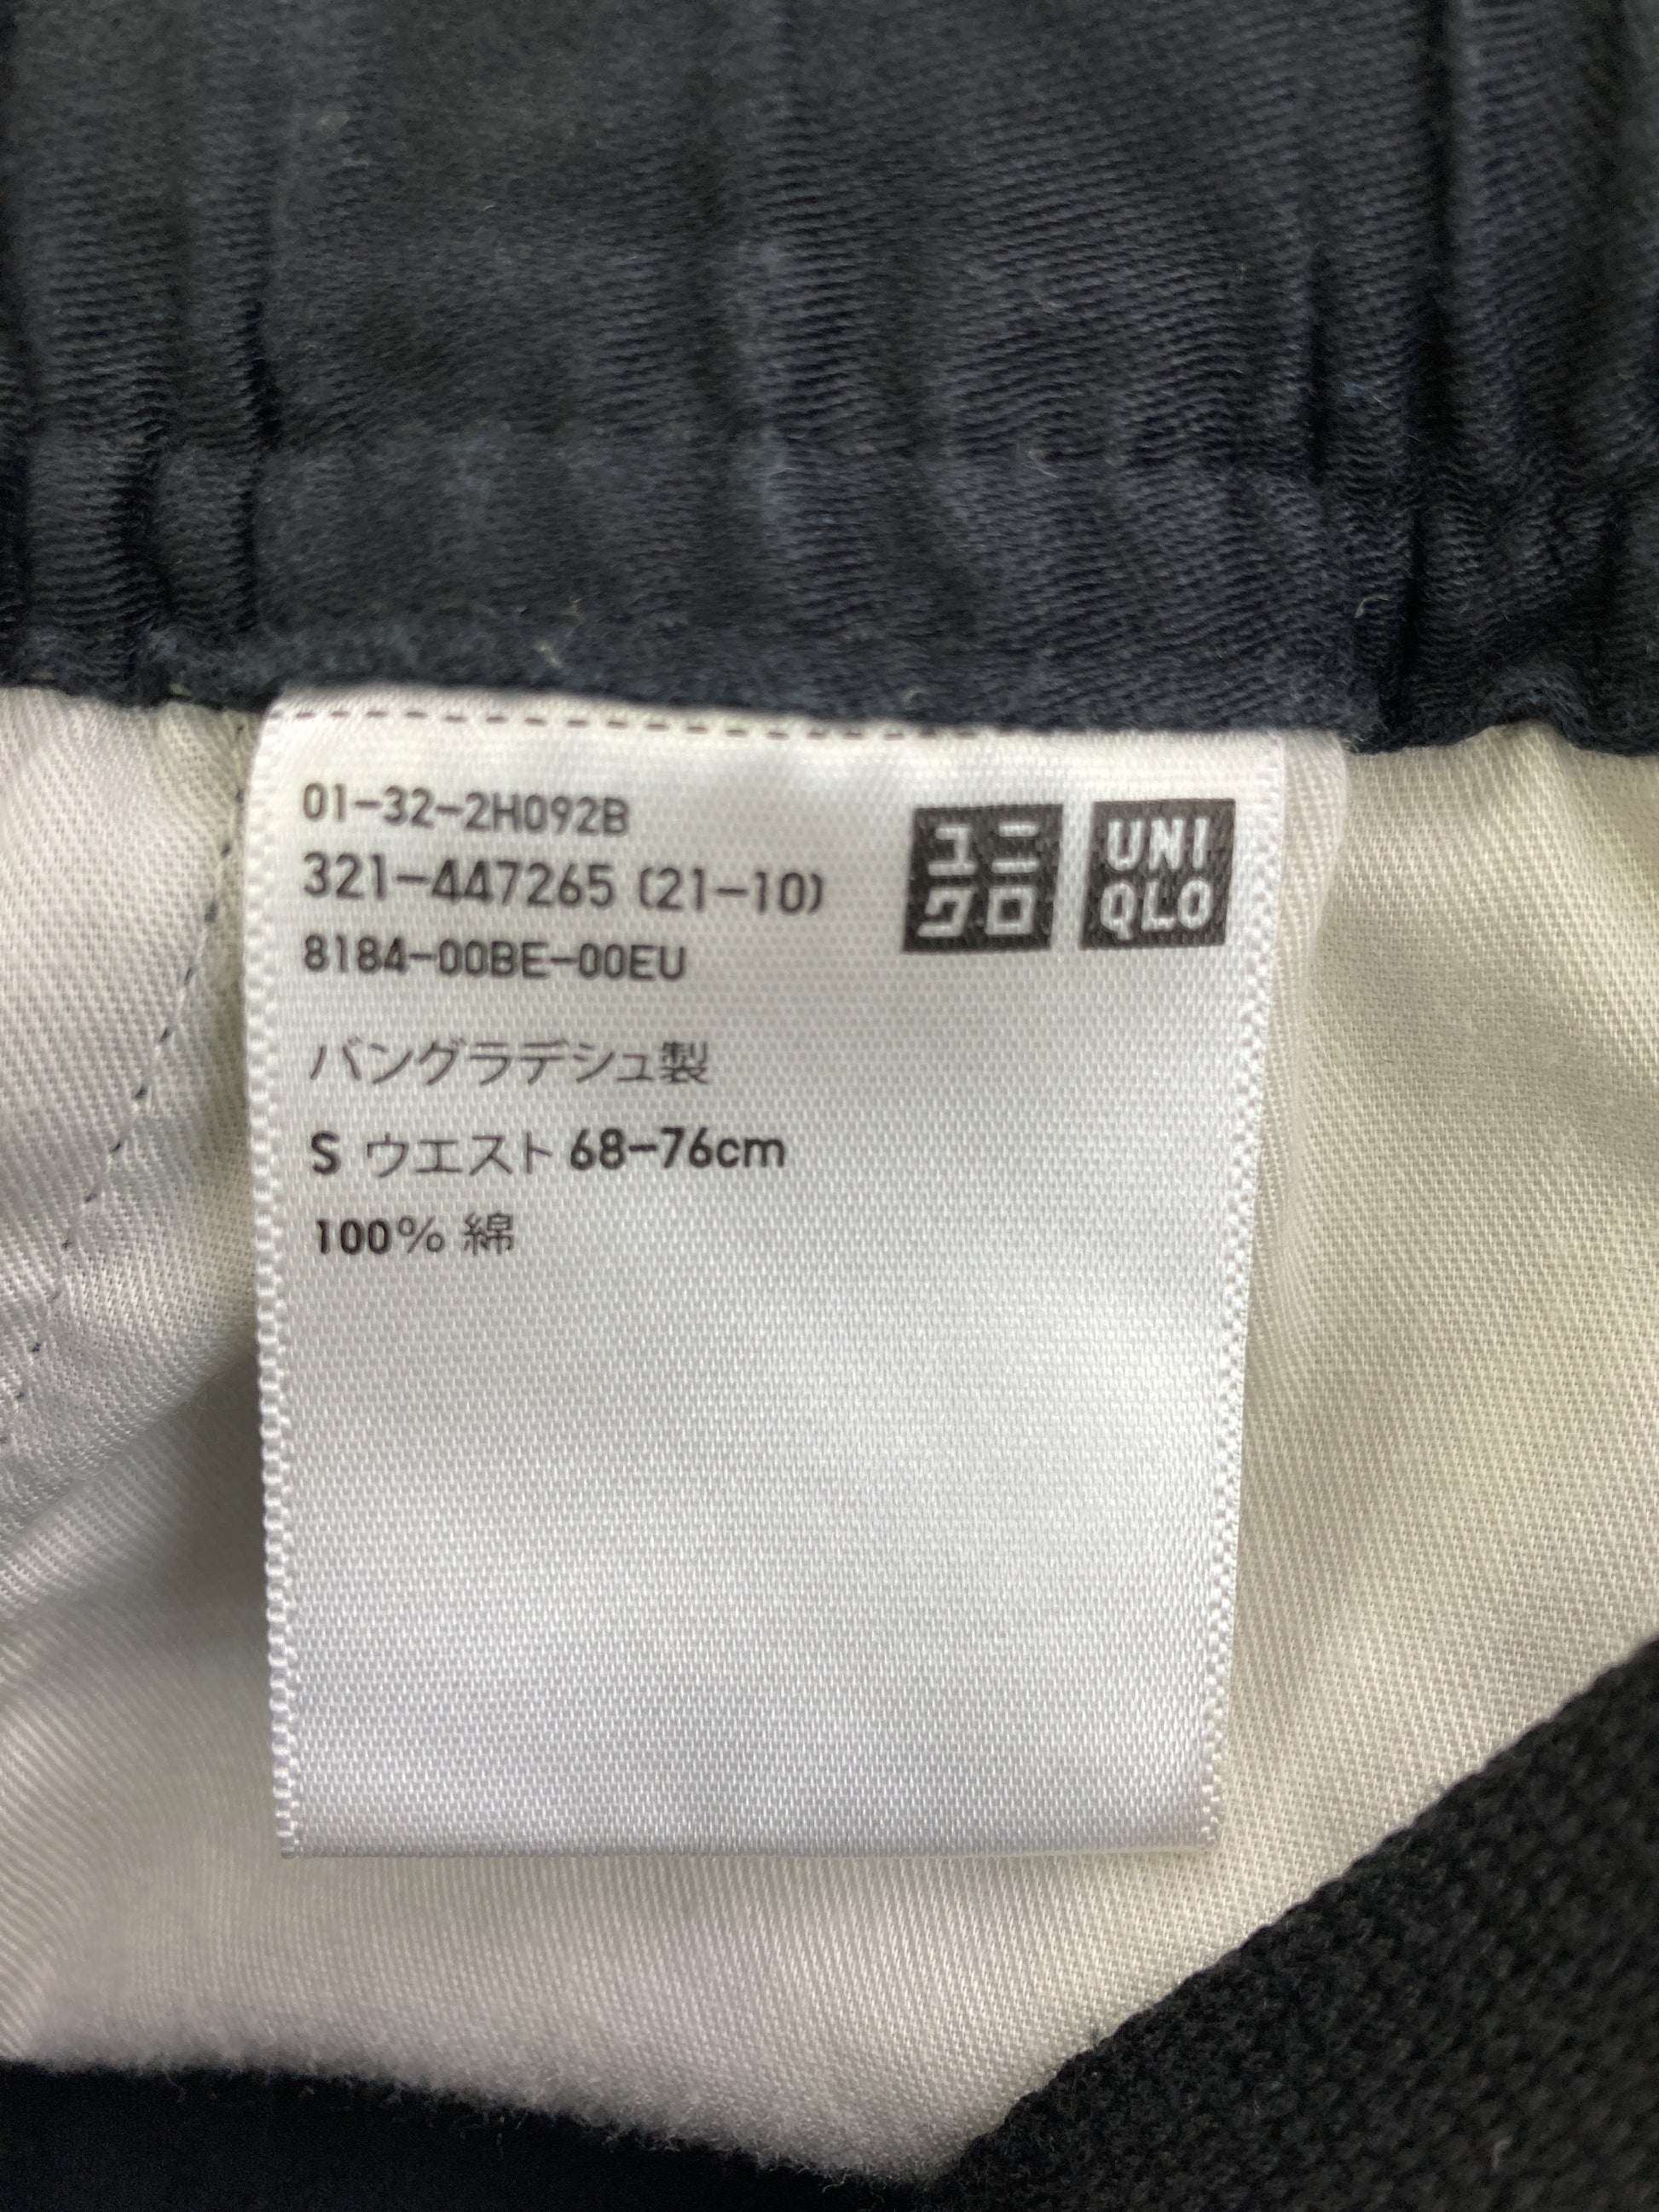 01-32-2H092B
321-447265 (21-10)
8184-00BE-00EU
ユニ
クロ
UNI
QLO
バングラデシュ製
S ウエスト 68-76cm
100% 綿